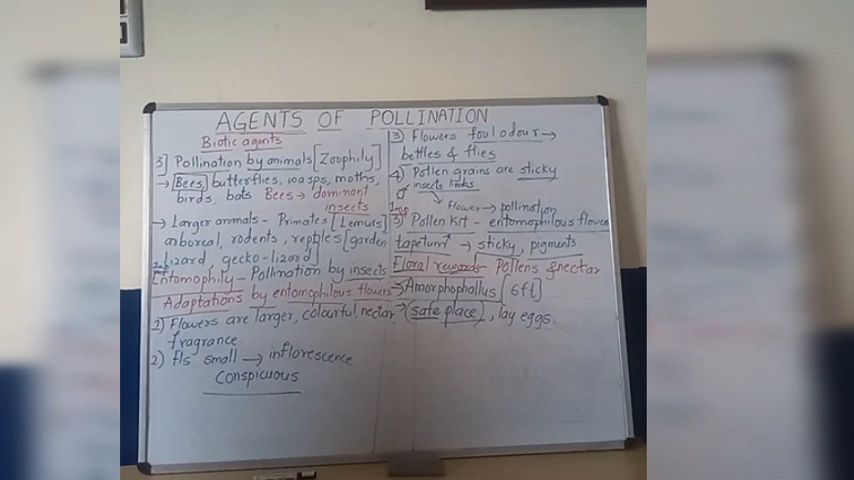 AGENTS OF POLLINATION
Biotic agents
3] Pollination by animals [Zoophily]
→ Bees, butterflies, wasps, moths,
birds, bats Bees → dominant
insects
→ Larger animals - Primates [Lemurs]
arboreal, rodents, reptiles [garden
lizard, gecko-lizard]
Imp
Entomophily - Pollination by insects
Adaptations by entomophilous flowers
1) Flowers are larger, colourful, nectar
fragrance
2) Fls small → inflorescence
Conspicuous
3) Flowers foul odour →
bettles & flies
4) Pollen grains are sticky
insects
Flower → pollination
Imp
5) Pollen Kit - entomophilous flower
tapetum → sticky, pigments
Floral rewards - Pollens & nectar
→ Amorphophallus [6ft]
→ (safe place), lay eggs.